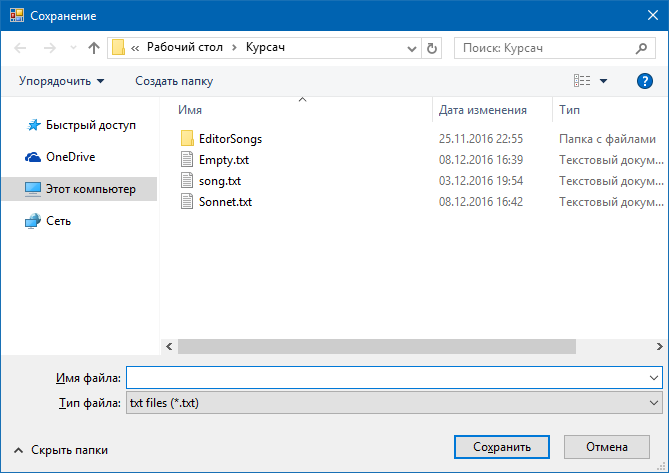 Сохранение
« Рабочий стол › Курсач
Поиск: Курсач
Упорядочить Создать папку
Имя Дата изменения Тип
Быстрый доступ
OneDrive
Этот компьютер
Сеть
EditorSongs 25.11.2016 22:55 Папка с файлами
Empty.txt 08.12.2016 16:39 Текстовый докум...
song.txt 03.12.2016 19:54 Текстовый докум...
Sonnet.txt 08.12.2016 16:42 Текстовый докум...
Имя файла:
Тип файла: txt files (*.txt)
Скрыть папки Сохранить Отмена